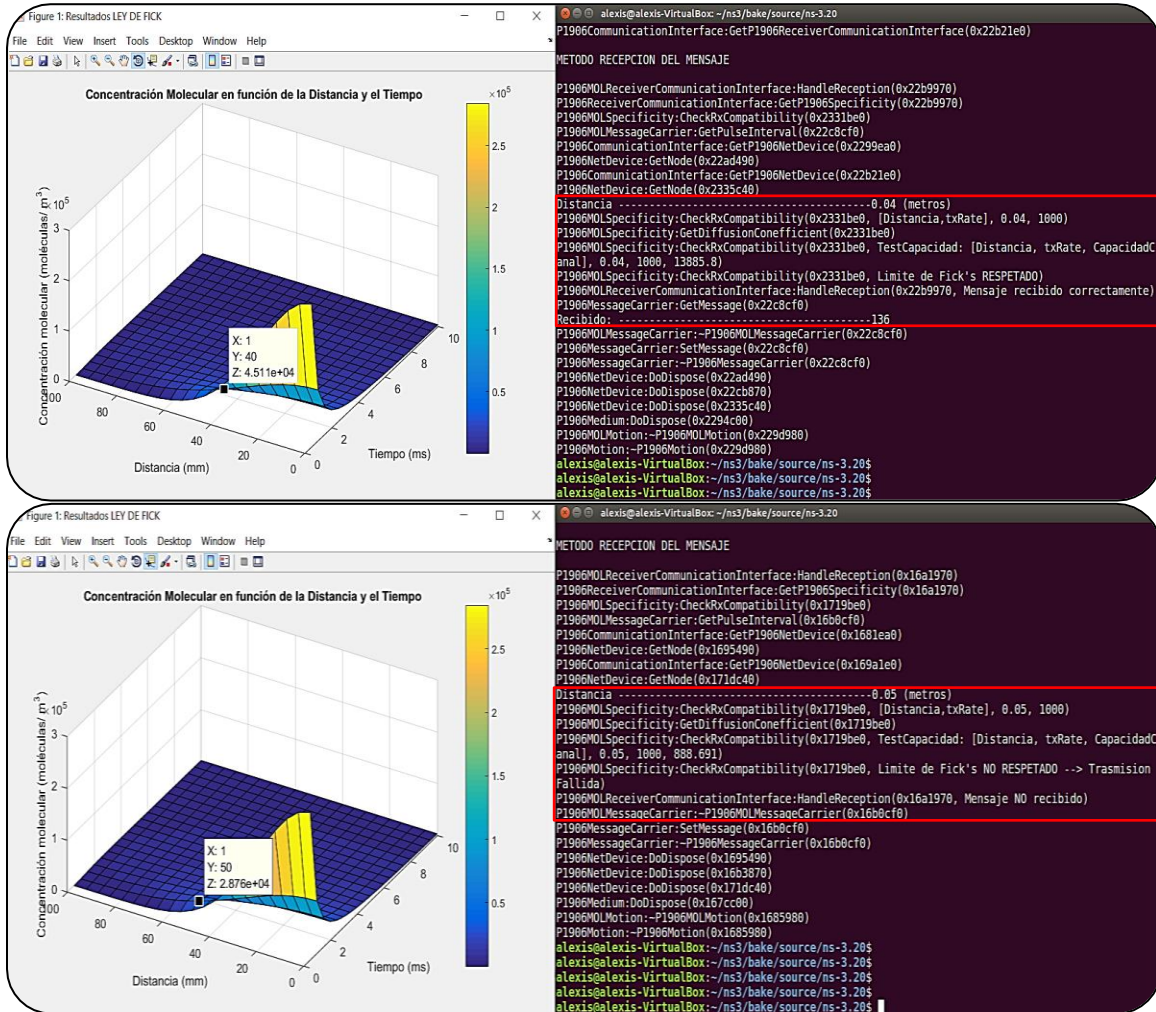 Figure 1: Resultados LEY DE FICK
File Edit View Insert Tools Desktop Window Help
Concentración Molecular en función de la Distancia y el Tiempo
×10^5
Concentración molecular (moléculas/ m^3)
×10^5
3
2
1
0
100
80
60
40
20
0
Distancia (mm)
0
2
4
6
8
10
Tiempo (ms)
X: 1
Y: 40
Z: 4.511e+04
2.5
2
1.5
1
0.5
alexis@alexis-VirtualBox: ~/ns3/bake/source/ns-3.20
P1906CommunicationInterface:GetP1906ReceiverCommunicationInterface(0x22b21e0)
METODO RECEPCION DEL MENSAJE
P1906MOLReceiverCommunicationInterface:HandleReception(0x22b9970)
P1906ReceiverCommunicationInterface:GetP1906Specificity(0x22b9970)
P1906MOLSpecificity:CheckRxCompatibility(0x2331be0)
P1906MOLMessageCarrier:GetPulseInterval(0x22c8cf0)
P1906CommunicationInterface:GetP1906NetDevice(0x2299ea0)
P1906NetDevice:GetNode(0x22ad490)
P1906CommunicationInterface:GetP1906NetDevice(0x22b21e0)
P1906NetDevice:GetNode(0x2335c40)
Distancia -----------------------------------------0.04 (metros)
P1906MOLSpecificity:CheckRxCompatibility(0x2331be0, [Distancia,txRate], 0.04, 1000)
P1906MOLSpecificity:GetDiffusionConefficient(0x2331be0)
P1906MOLSpecificity:CheckRxCompatibility(0x2331be0, TestCapacidad: [Distancia, txRate, CapacidadC
anal], 0.04, 1000, 13885.8)
P1906MOLSpecificity:CheckRxCompatibility(0x2331be0, Limite de Fick's RESPETADO)
P1906MOLReceiverCommunicationInterface:HandleReception(0x22b9970, Mensaje recibido correctamente)
P1906MessageCarrier:GetMessage(0x22c8cf0)
Recibido: -----------------------------------------136
P1906MOLMessageCarrier:~P1906MOLMessageCarrier(0x22c8cf0)
P1906MessageCarrier:SetMessage(0x22c8cf0)
P1906MessageCarrier:~P1906MessageCarrier(0x22c8cf0)
P1906NetDevice:DoDispose(0x22ad490)
P1906NetDevice:DoDispose(0x22cb870)
P1906NetDevice:DoDispose(0x2335c40)
P1906Medium:DoDispose(0x2294c00)
P1906MOLMotion:~P1906MOLMotion(0x229d980)
P1906Motion:~P1906Motion(0x229d980)
alexis@alexis-VirtualBox:~/ns3/bake/source/ns-3.20$
alexis@alexis-VirtualBox:~/ns3/bake/source/ns-3.20$
alexis@alexis-VirtualBox:~/ns3/bake/source/ns-3.20$
Figure 1: Resultados LEY DE FICK
File Edit View Insert Tools Desktop Window Help
Concentración Molecular en función de la Distancia y el Tiempo
×10^5
Concentración molecular (moléculas/ m^3)
×10^5
3
2
1
0
100
80
60
40
20
0
Distancia (mm)
0
2
4
6
8
10
Tiempo (ms)
X: 1
Y: 50
Z: 2.876e+04
2.5
2
1.5
1
0.5
alexis@alexis-VirtualBox: ~/ns3/bake/source/ns-3.20
METODO RECEPCION DEL MENSAJE
P1906MOLReceiverCommunicationInterface:HandleReception(0x16a1970)
P1906ReceiverCommunicationInterface:GetP1906Specificity(0x16a1970)
P1906MOLSpecificity:CheckRxCompatibility(0x1719be0)
P1906MOLMessageCarrier:GetPulseInterval(0x16b0cf0)
P1906CommunicationInterface:GetP1906NetDevice(0x1681ea0)
P1906NetDevice:GetNode(0x1695490)
P1906CommunicationInterface:GetP1906NetDevice(0x169a1e0)
P1906NetDevice:GetNode(0x171dc40)
Distancia -----------------------------------------0.05 (metros)
P1906MOLSpecificity:CheckRxCompatibility(0x1719be0, [Distancia,txRate], 0.05, 1000)
P1906MOLSpecificity:GetDiffusionConefficient(0x1719be0)
P1906MOLSpecificity:CheckRxCompatibility(0x1719be0, TestCapacidad: [Distancia, txRate, CapacidadC
anal], 0.05, 1000, 888.691)
P1906MOLSpecificity:CheckRxCompatibility(0x1719be0, Limite de Fick's NO RESPETADO --> Trasmision
Fallida)
P1906MOLReceiverCommunicationInterface:HandleReception(0x16a1970, Mensaje NO recibido)
P1906MOLMessageCarrier:~P1906MOLMessageCarrier(0x16b0cf0)
P1906MessageCarrier:SetMessage(0x16b0cf0)
P1906MessageCarrier:~P1906MessageCarrier(0x16b0cf0)
P1906NetDevice:DoDispose(0x1695490)
P1906NetDevice:DoDispose(0x16b3870)
P1906NetDevice:DoDispose(0x171dc40)
P1906Medium:DoDispose(0x167cc00)
P1906MOLMotion:~P1906MOLMotion(0x1685980)
P1906Motion:~P1906Motion(0x1685980)
alexis@alexis-VirtualBox:~/ns3/bake/source/ns-3.20$
alexis@alexis-VirtualBox:~/ns3/bake/source/ns-3.20$
alexis@alexis-VirtualBox:~/ns3/bake/source/ns-3.20$
alexis@alexis-VirtualBox:~/ns3/bake/source/ns-3.20$
alexis@alexis-VirtualBox:~/ns3/bake/source/ns-3.20$